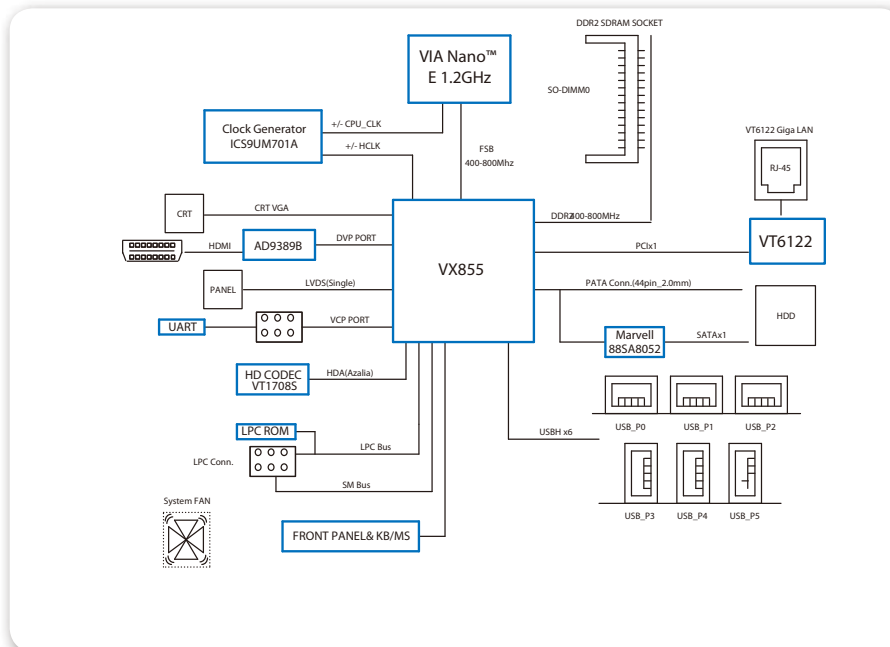 DDR2 SDRAM SOCKET
VIA Nano™
E 1.2GHz
SO-DIMM0
Clock Generator
ICS9UM701A
+/- CPU_CLK
+/- HCLK
FSB
400-800Mhz
VT6122 Giga LAN
RJ-45
CRT
CRT VGA
DDR2
400-800MHz
VT6122
HDMI
AD9389B
DVP PORT
PCIx1
VX855
PANEL
LVDS(Single)
PATA Conn.(44pin_2.0mm)
HDD
UART
VCP PORT
Marvell
88SA8052
SATAx1
HD CODEC
VT1708S
HDA(Azalia)
USB_P0
USB_P1
USB_P2
LPC ROM
LPC Bus
USBH x6
LPC Conn.
SM Bus
System FAN
USB_P3
USB_P4
USB_P5
FRONT PANEL& KB/MS